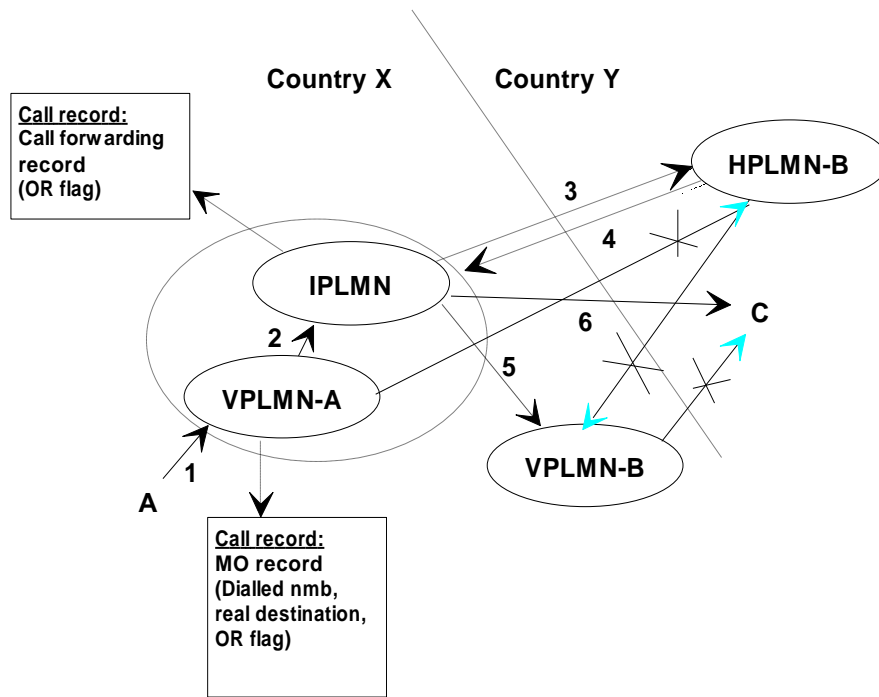 Country X
Country Y
Call record:
Call forwarding
record
(OR flag)
HPLMN-B
3
4
IPLMN
C
2
6
5
VPLMN-A
VPLMN-B
1
A
Call record:
MO record
(Dialled nmb,
real destination,
OR flag)